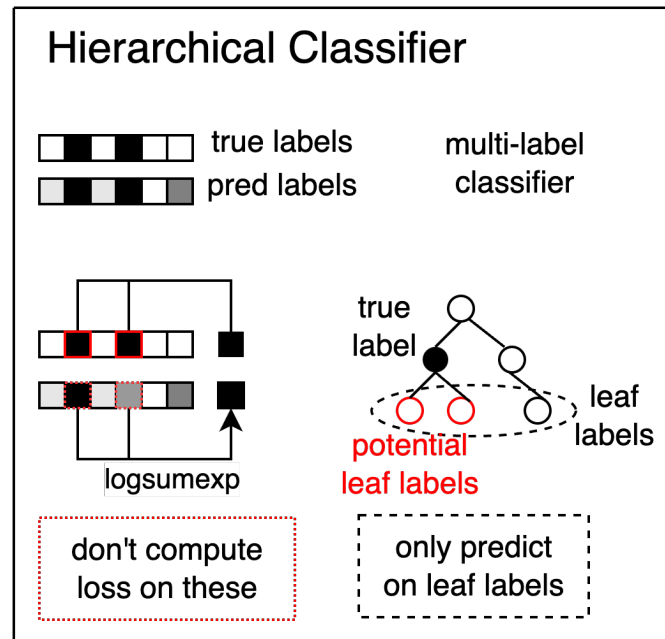 Hierarchical Classifier
true labels
pred labels
multi-label
classifier
logsumexp
true
label
leaf
labels
potential
leaf labels
don't compute
loss on these
only predict
on leaf labels